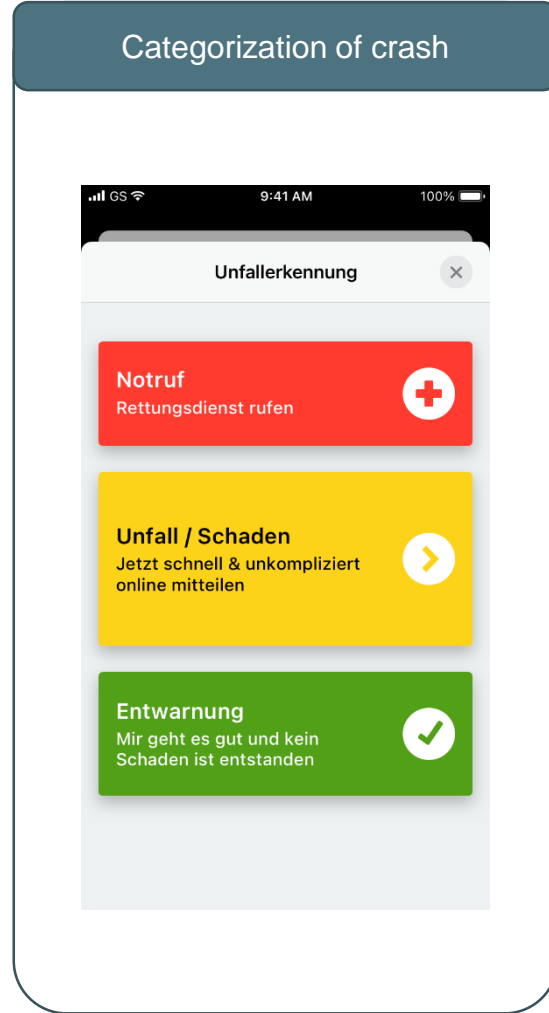 Categorization of crash
GS 9:41 AM 100%
Unfallerkennung
Notruf
Rettungsdienst rufen
Unfall / Schaden
Jetzt schnell & unkompliziert
online mitteilen
Entwarnung
Mir geht es gut und kein
Schaden ist entstanden